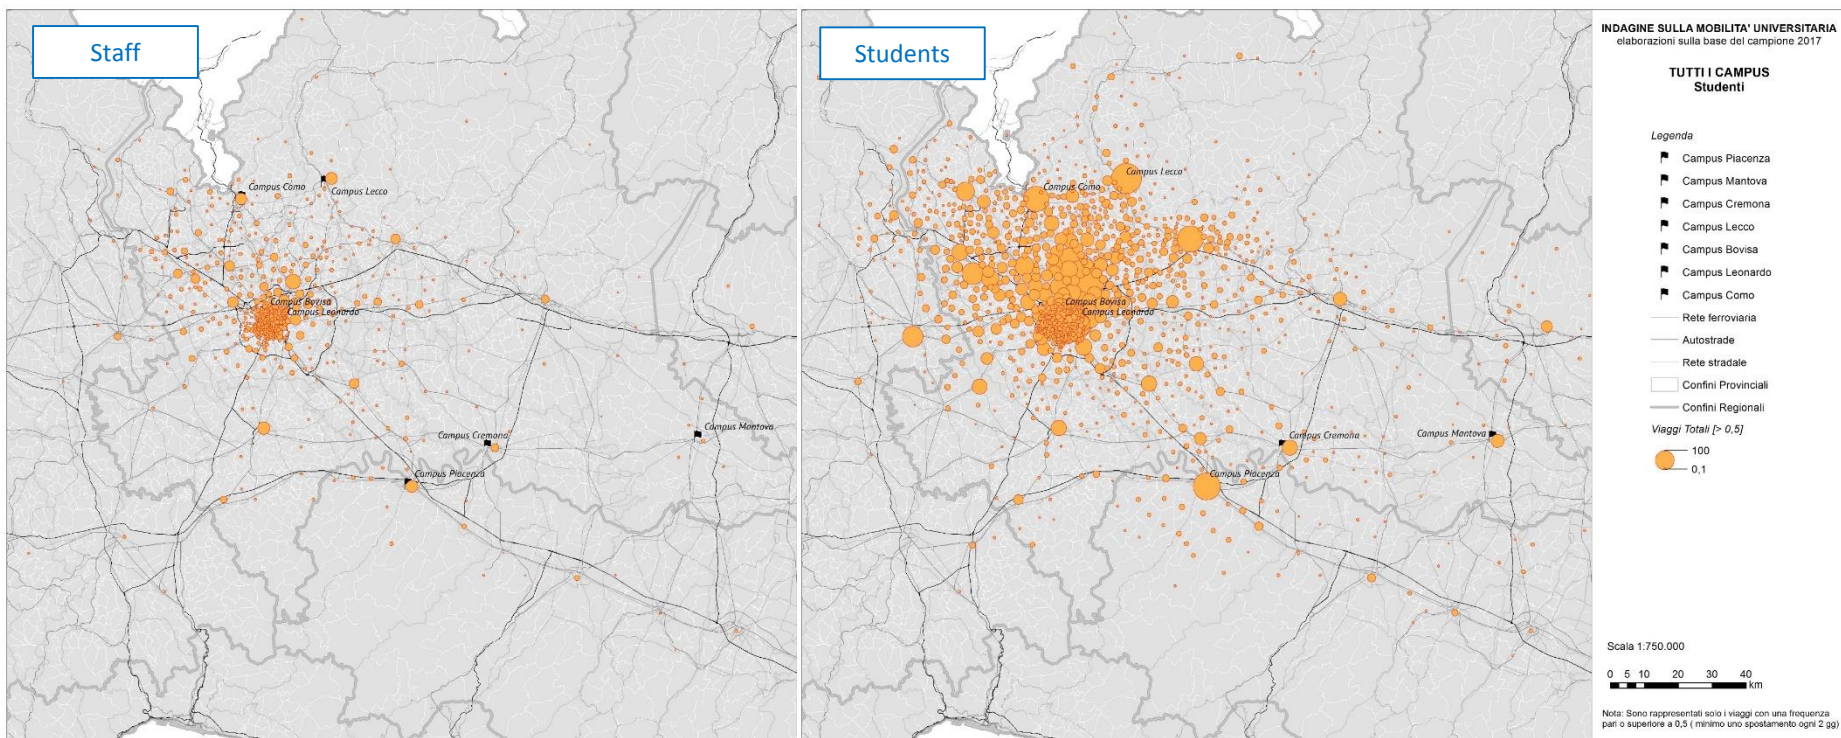 Staff
Campus Como
Campus Lecco
Campus Bovisa
Campus Leonardo
Campus Cremona
Campus Mantova
Campus Piacenza
Students
Campus Lecco
Campus Como
Campus Bovisa
Campus Leonardo
Campus Cremona
Campus Mantova
Campus Piacenza
INDAGINE SULLA MOBILITA' UNIVERSITARIA
elaborazioni sulla base del campione 2017
TUTTI I CAMPUS
Studenti
Legenda
Campus Piacenza
Campus Mantova
Campus Cremona
Campus Lecco
Campus Bovisa
Campus Leonardo
Campus Como
Rete ferroviaria
Autostrade
Rete stradale
Confini Provinciali
Confini Regionali
Viaggi Totali [> 0,5]
100
0,1
Scala 1:750.000
0 5 10 20 30 40
km
Nota: Sono rappresentati solo i viaggi con una frequenza
pari o superiore a 0,5 ( minimo uno spostamento ogni 2 gg)